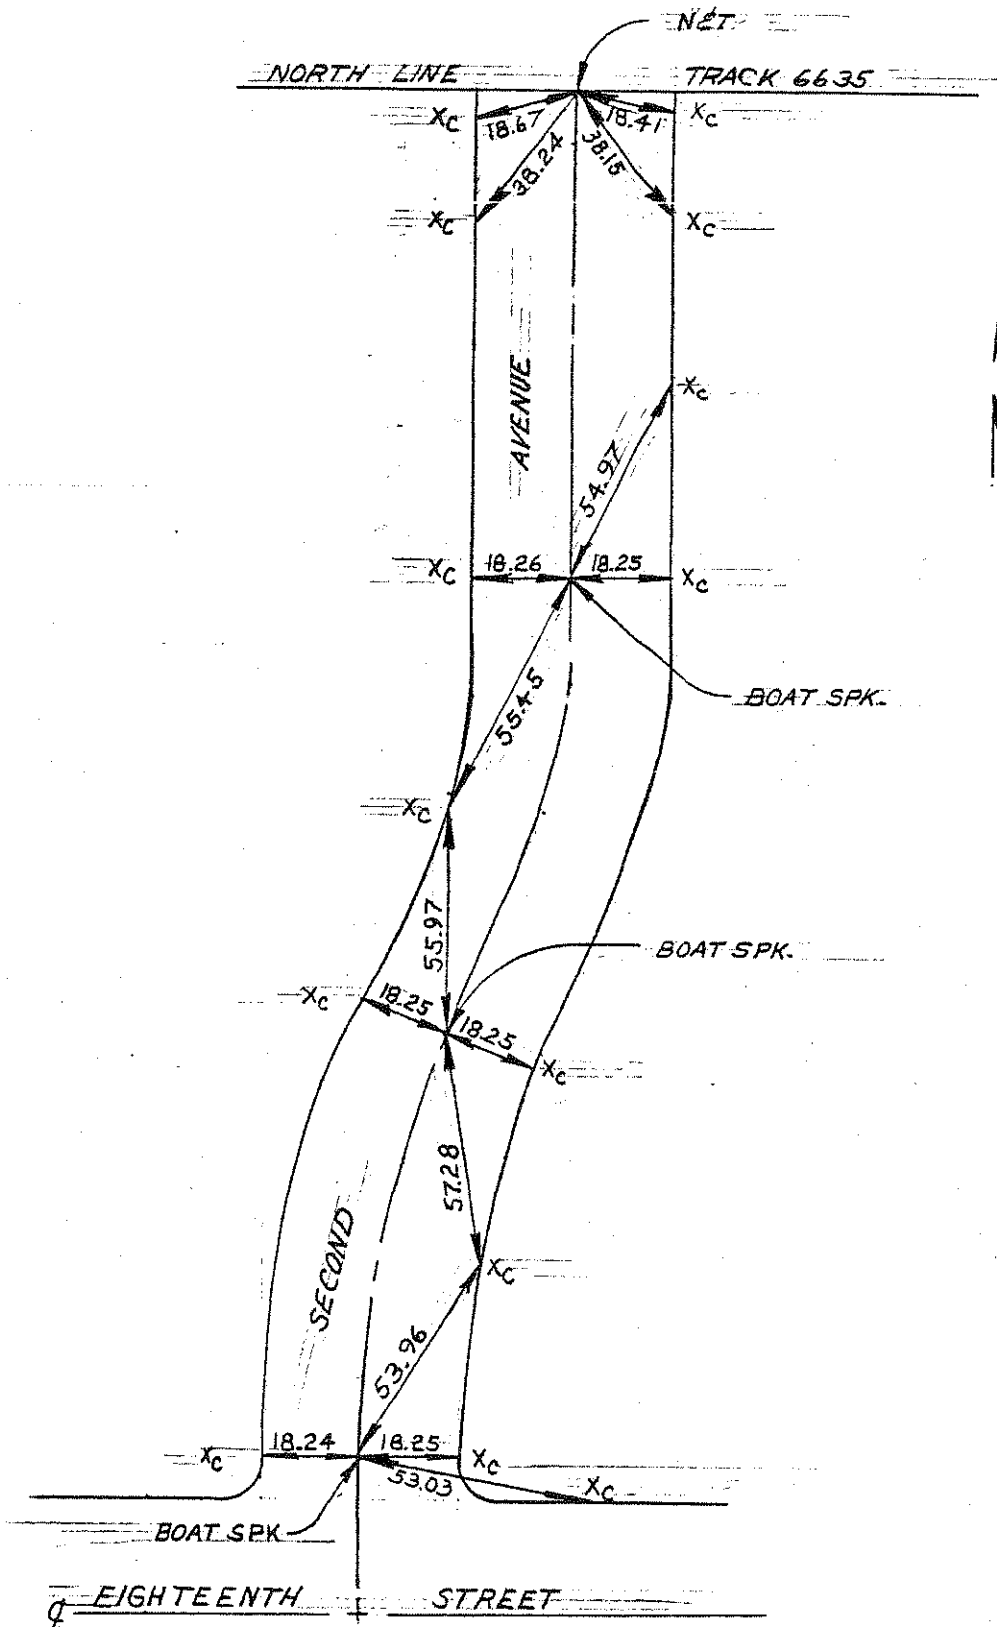 N&T.
NORTH LINE TRACK 6635
Xc 18.67 18.41 Xc
38.24 38.15
Xc Xc
AVENUE
Xc
54.97
Xc 18.26 18.25 Xc
BOAT SPK.
55.45
Xc
55.97
BOAT SPK.
Xc 18.25 18.25 Xc
57.28
SECOND
Xc
53.96
Xc 18.24 18.25 Xc
53.03 Xc
BOAT SPK
℄ EIGHTEENTH STREET